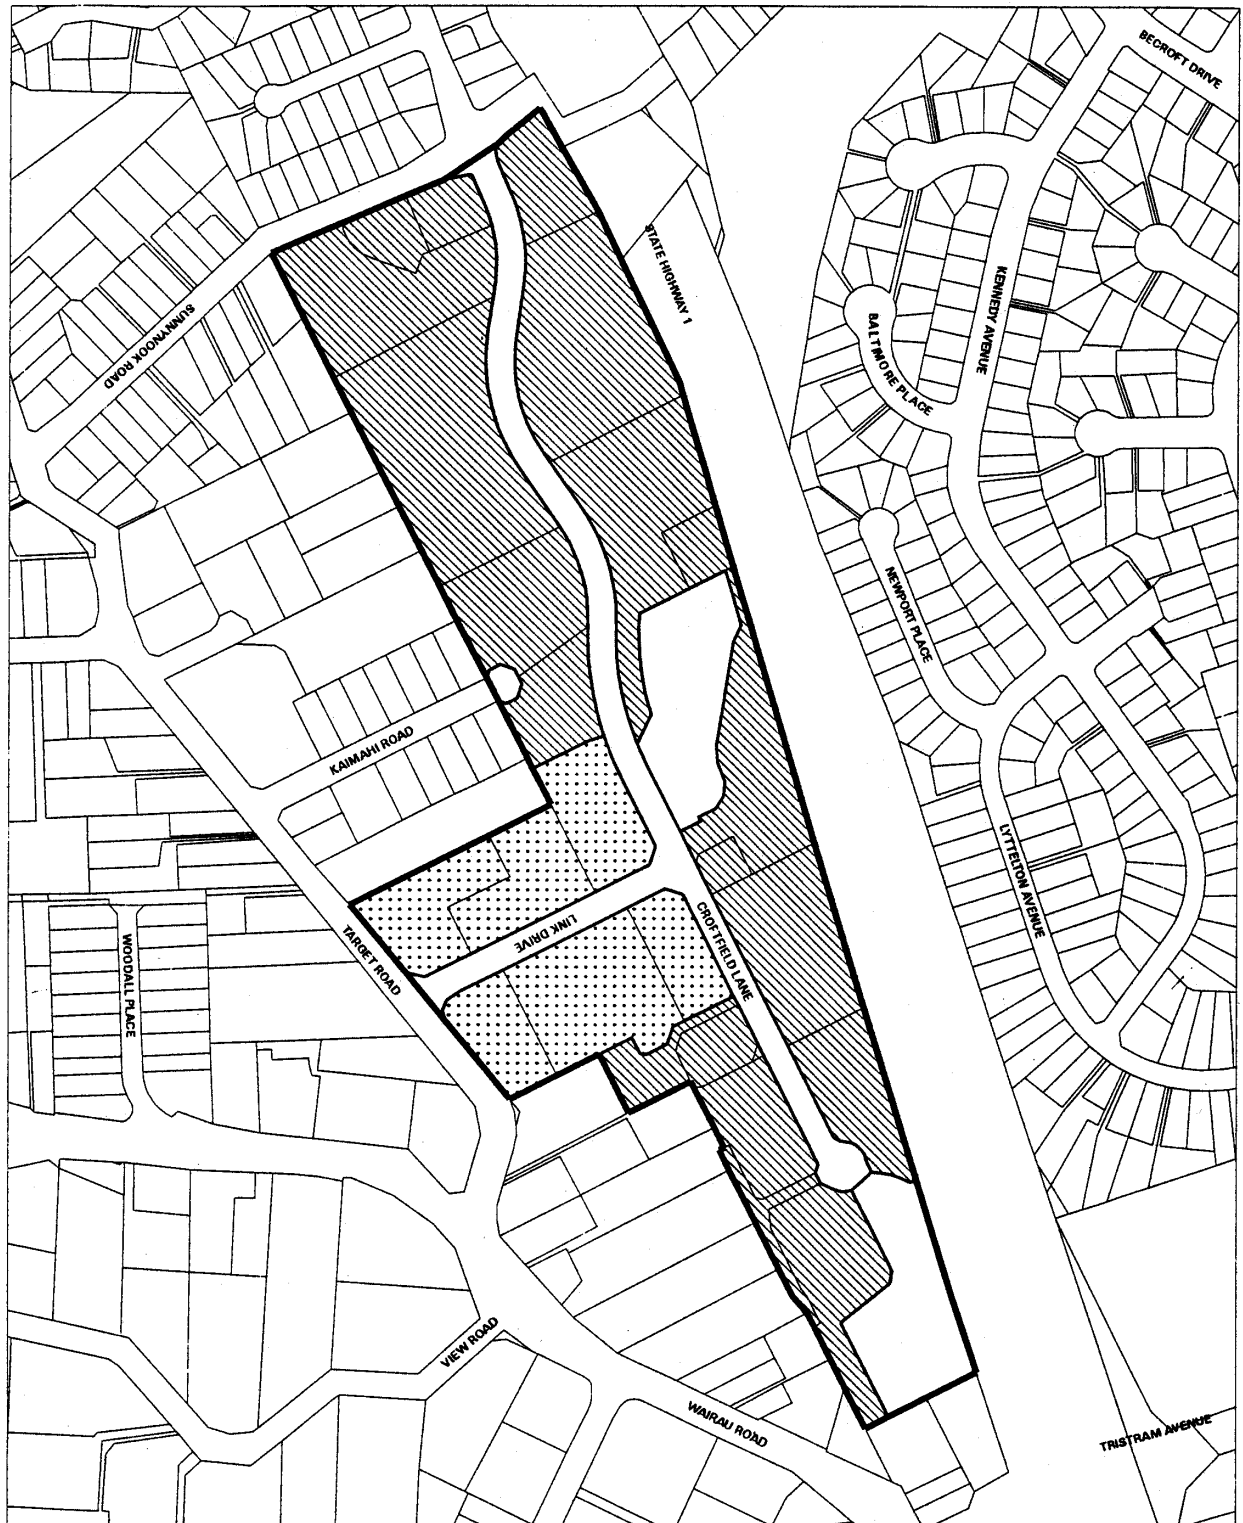 BECROFT DRIVE
STATE HIGHWAY 1
KENNEDY AVENUE
SUNNYNOOK ROAD
BALTIMORE PLACE
NEWPORT PLACE
KAIMAHI ROAD
LYTTELTON AVENUE
LINK DRIVE
CROFTFIELD LANE
TARGET ROAD
WOODALL PLACE
VIEW ROAD
WAIRAU ROAD
TRISTRAM AVENUE